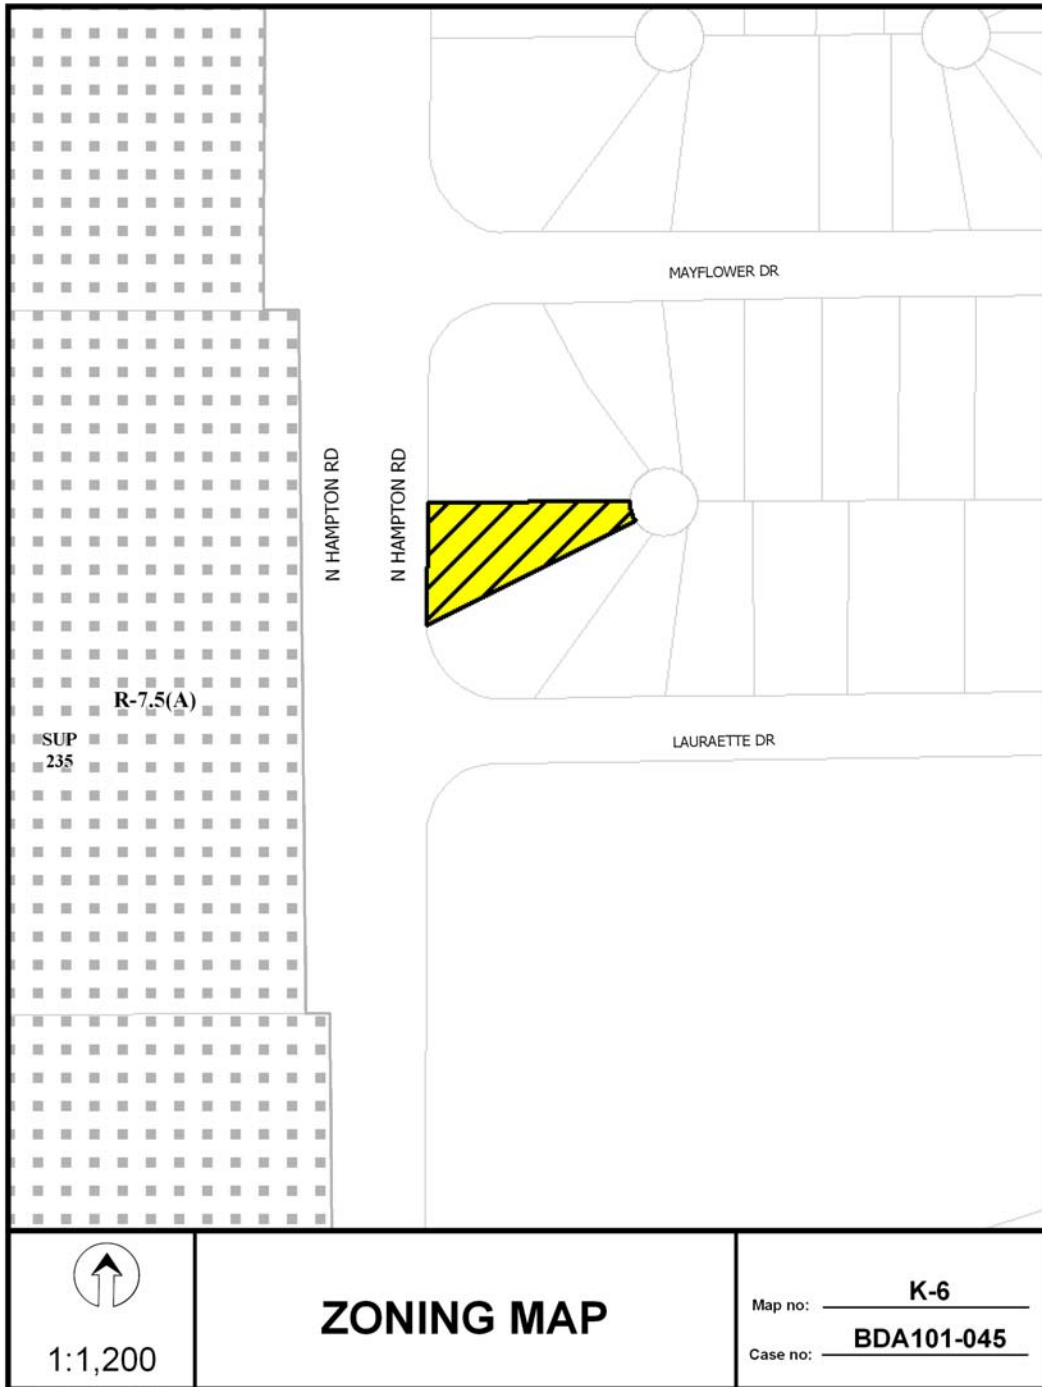 MAYFLOWER DR
N HAMPTON RD
N HAMPTON RD
R-7.5(A)
SUP
235
LAURAETTE DR
1:1,200
ZONING MAP
Map no: K-6
Case no: BDA101-045